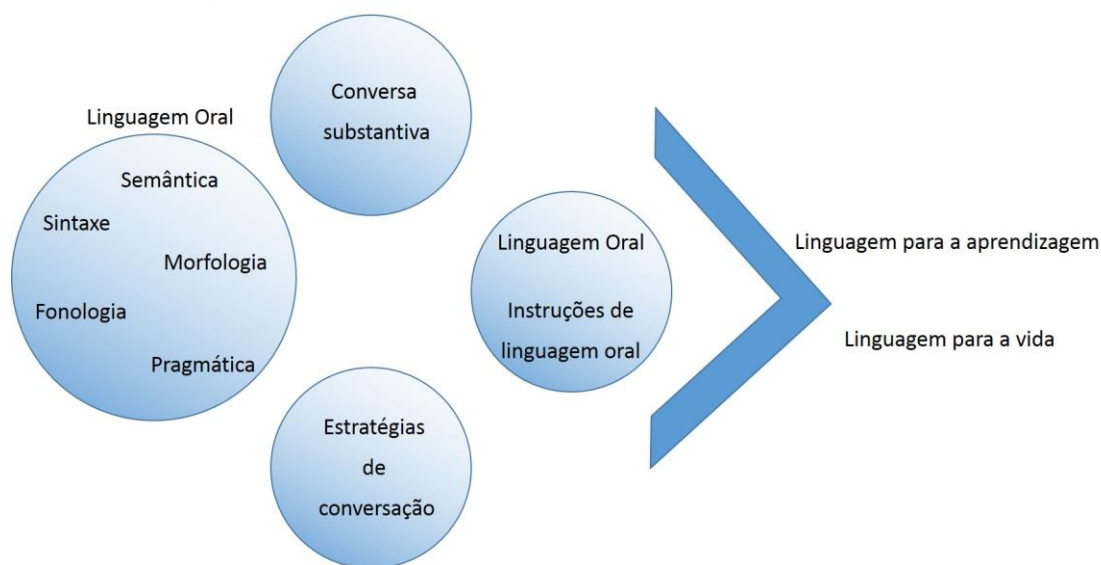 Linguagem Oral
Semântica
Sintaxe
Morfologia
Fonologia
Pragmática
Conversa
substantiva
Linguagem Oral
Instruções de
linguagem oral
Estratégias
de
conversação
Linguagem para a aprendizagem
Linguagem para a vida